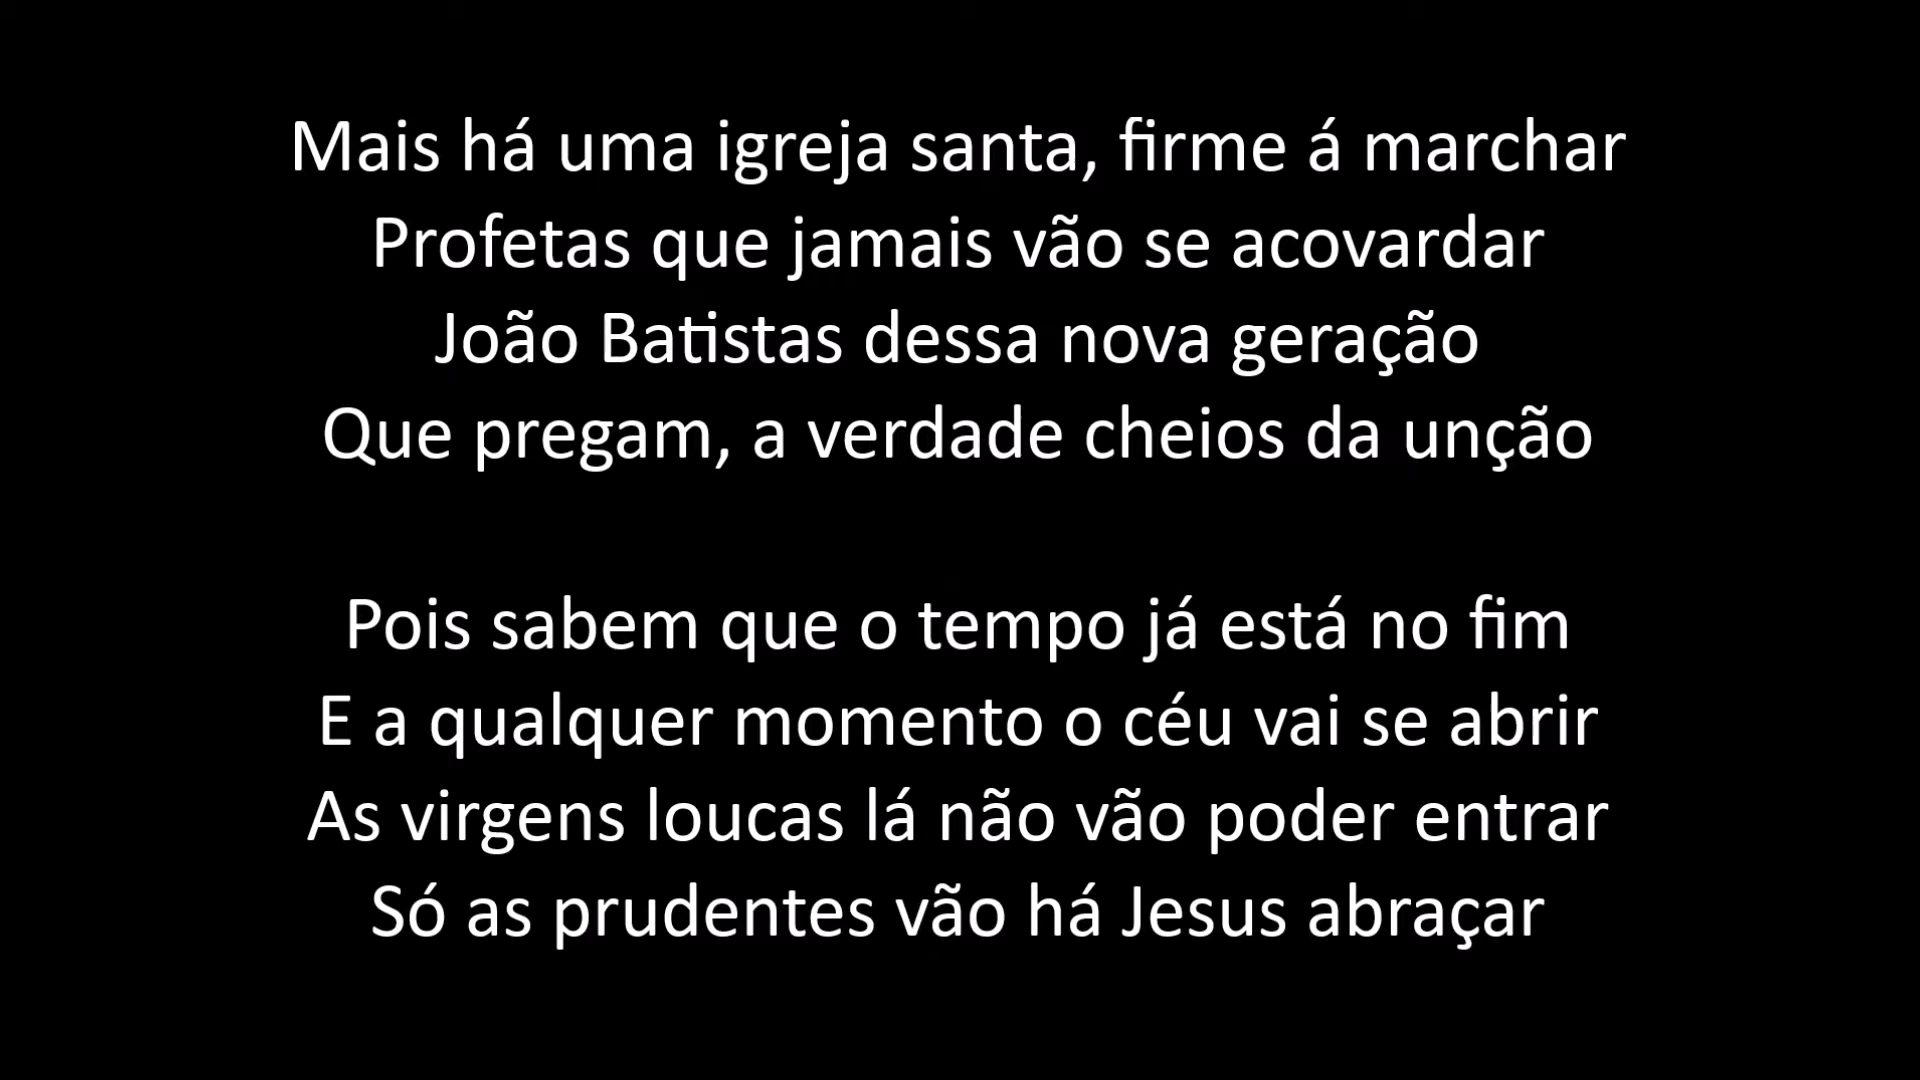 Mais há uma igreja santa, firme á marchar
Profetas que jamais vão se acovardar
João Batistas dessa nova geração
Que pregam, a verdade cheios da unção
Pois sabem que o tempo já está no fim
E a qualquer momento o céu vai se abrir
As virgens loucas lá não vão poder entrar
Só as prudentes vão há Jesus abraçar